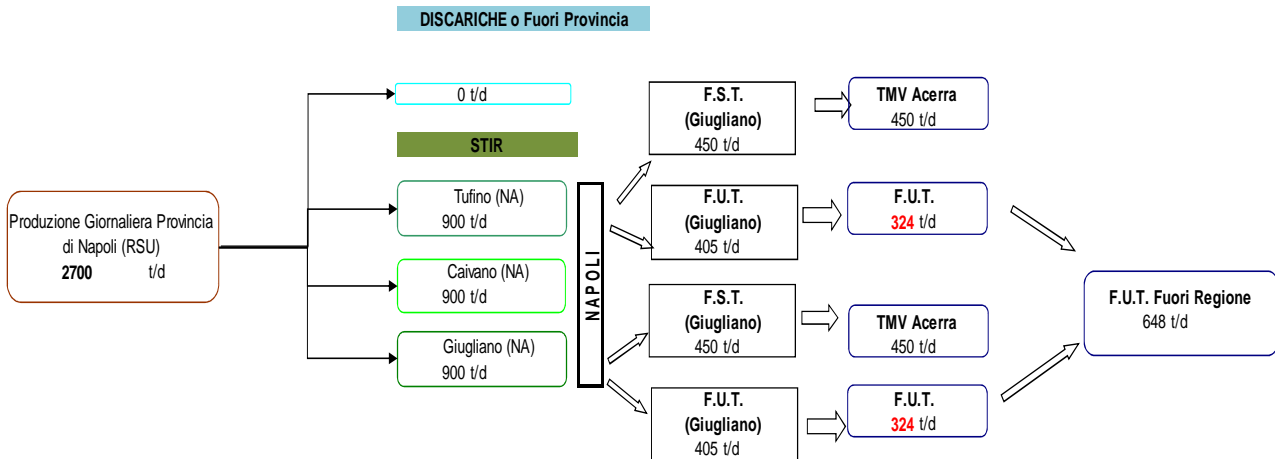 DISCARICHE o Fuori Provincia
0 t/d
STIR
Produzione Giornaliera Provincia
di Napoli (RSU)
2700 t/d
Tufino (NA)
900 t/d
Caivano (NA)
900 t/d
Giugliano (NA)
900 t/d
NAPOLI
F.S.T.
(Giugliano)
450 t/d
TMV Acerra
450 t/d
F.U.T.
(Giugliano)
405 t/d
F.U.T.
324 t/d
F.S.T.
(Giugliano)
450 t/d
TMV Acerra
450 t/d
F.U.T.
(Giugliano)
405 t/d
F.U.T.
324 t/d
F.U.T. Fuori Regione
648 t/d